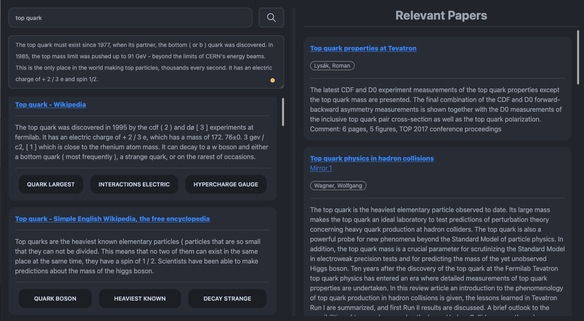 top quark
The top quark must exist since 1977, when its partner, the bottom ( or b ) quark was discovered. In
1985, the top mass limit was pushed up to 91 GeV - beyond the limits of CERN's energy beams.
This is the only place in the world making top particles, thousands every second. It has an electric
charge of + 2 / 3 e and spin 1/2.
Top quark - Wikipedia
The top quark was discovered in 1995 by the cdf [ 2 ] and dø [ 3 ] experiments at
fermilab. It has an electric charge of + 2 / 3 e, which has a mass of 172. 76±0. 3 gev /
c2, [ 1 ] which is close to the rhenium atom mass. It can decay to a w boson and either
a bottom quark ( most frequently ), a strange quark, or on the rarest of occasions.
QUARK LARGEST
INTERACTIONS ELECTRIC
HYPERCHARGE GAUGE
Top quark - Simple English Wikipedia, the free encyclopedia
Top quarks are the heaviest known elementary particles ( particles that are so small
that they can not be divided. This means that no two of them can exist in the same
place at the same time, they have a spin of 1 / 2. Scientists have been able to make
predictions about the mass of the higgs boson.
QUARK BOSON
HEAVIEST KNOWN
DECAY STRANGE
Relevant Papers
Top quark properties at Tevatron
Lysák, Roman
The latest CDF and D0 experiment measurements of the top quark properties except
the top quark mass are presented. The final combination of the CDF and D0 forward-
backward asymmetry measurements is shown together with the D0 measurements of
the inclusive top quark pair cross-section as well as the top quark polarization.
Comment: 6 pages, 5 figures, TOP 2017 conference proceedings
Top quark physics in hadron collisions
Mirror 1
Wagner, Wolfgang
The top quark is the heaviest elementary particle observed to date. Its large mass
makes the top quark an ideal laboratory to test predictions of perturbation theory
concerning heavy quark production at hadron colliders. The top quark is also a
powerful probe for new phenomena beyond the Standard Model of particle physics. In
addition, the top quark mass is a crucial parameter for scrutinizing the Standard Model
in electroweak precision tests and for predicting the mass of the yet unobserved
Higgs boson. Ten years after the discovery of the top quark at the Fermilab Tevatron
top quark physics has entered an era where detailed measurements of top quark
properties are undertaken. In this review article an introduction to the phenomenology
of top quark production in hadron collisions is given, the lessons learned in Tevatron
Run I are summarized, and first Run II results are discussed. A brief outlook to the